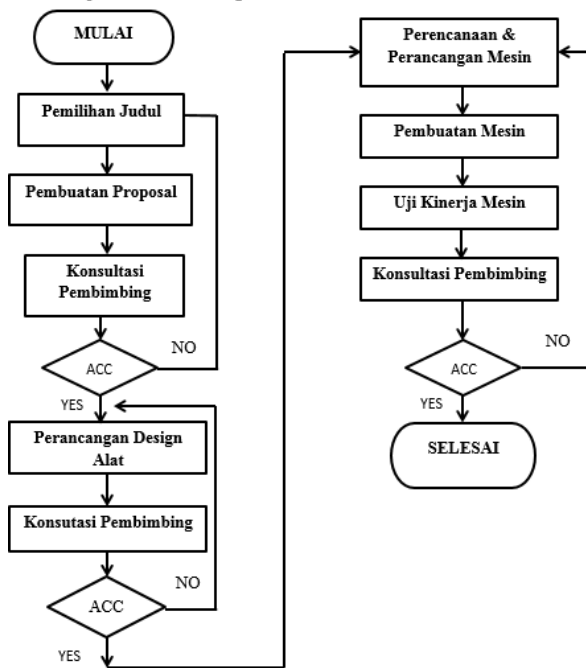 MULAI
Pemilihan Judul
Pembuatan Proposal
Konsultasi
Pembimbing
ACC
NO
YES
Perancangan Design
Alat
Konsutasi Pembimbing
ACC
NO
YES
Perencanaan &
Perancangan Mesin
Pembuatan Mesin
Uji Kinerja Mesin
Konsultasi Pembimbing
ACC
NO
YES
SELESAI